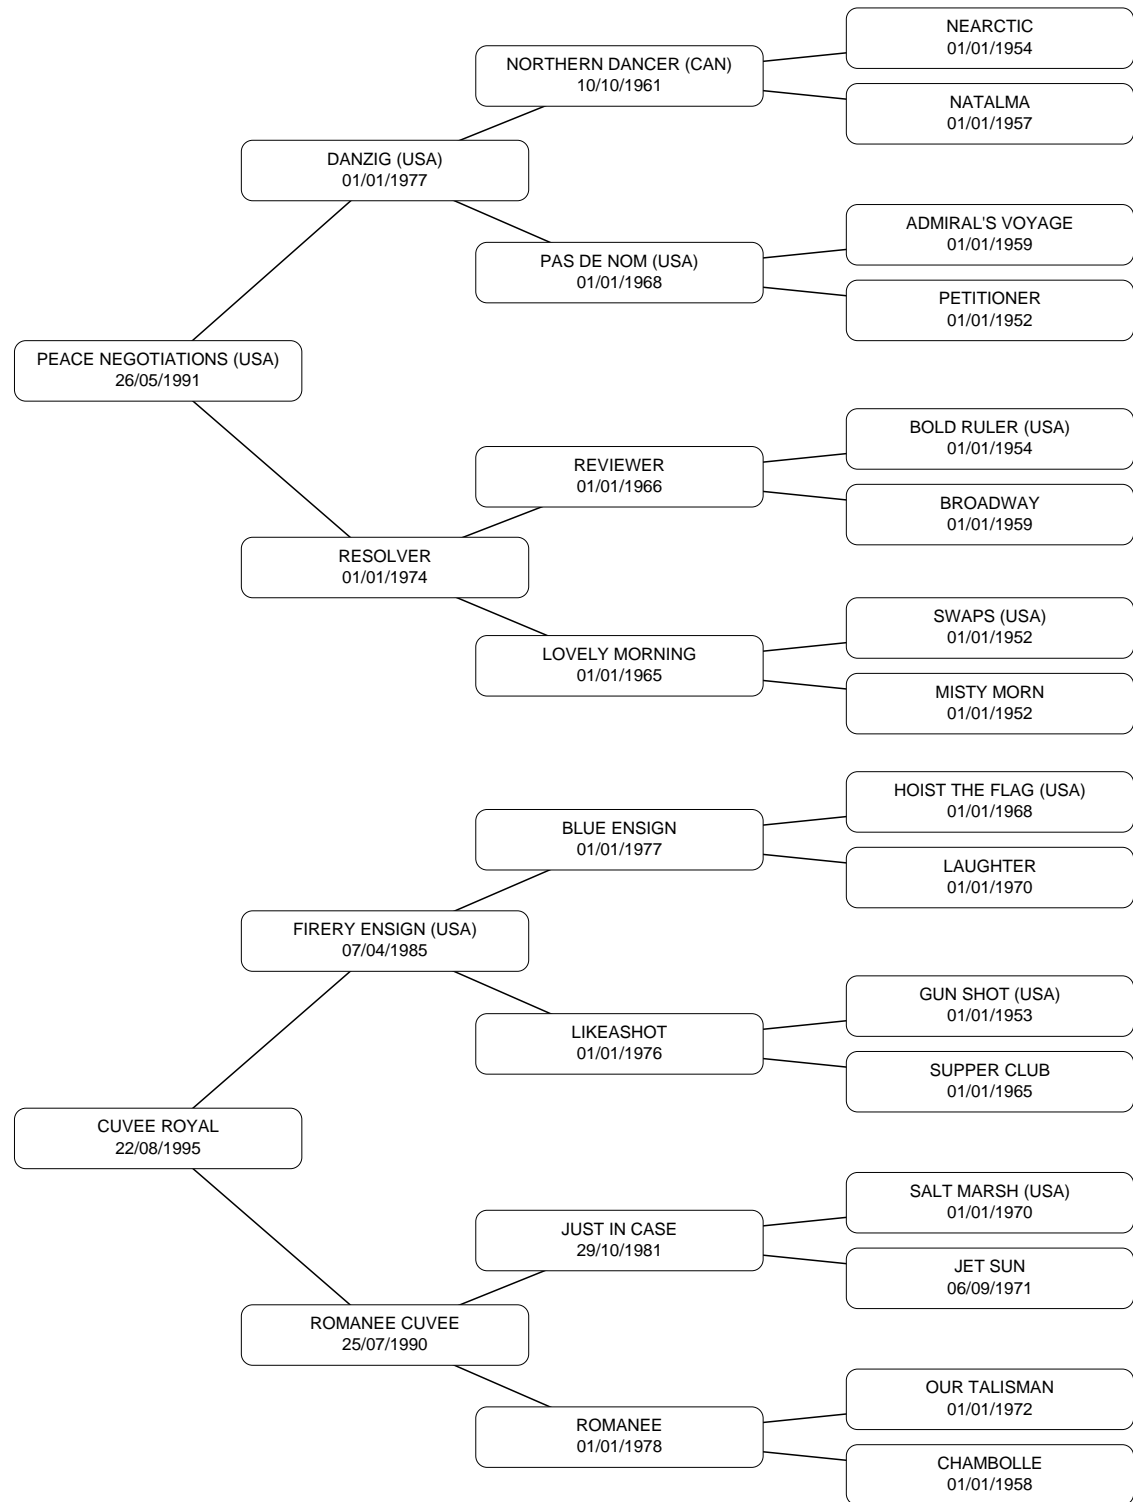 NEARCTIC
01/01/1954
NORTHERN DANCER (CAN)
10/10/1961
NATALMA
01/01/1957
DANZIG (USA)
01/01/1977
ADMIRAL'S VOYAGE
01/01/1959
PAS DE NOM (USA)
01/01/1968
PETITIONER
01/01/1952
PEACE NEGOTIATIONS (USA)
26/05/1991
BOLD RULER (USA)
01/01/1954
REVIEWER
01/01/1966
BROADWAY
01/01/1959
RESOLVER
01/01/1974
SWAPS (USA)
01/01/1952
LOVELY MORNING
01/01/1965
MISTY MORN
01/01/1952
HOIST THE FLAG (USA)
01/01/1968
BLUE ENSIGN
01/01/1977
LAUGHTER
01/01/1970
FIRERY ENSIGN (USA)
07/04/1985
GUN SHOT (USA)
01/01/1953
LIKEASHOT
01/01/1976
SUPPER CLUB
01/01/1965
CUVEE ROYAL
22/08/1995
SALT MARSH (USA)
01/01/1970
JUST IN CASE
29/10/1981
JET SUN
06/09/1971
ROMANEE CUVEE
25/07/1990
OUR TALISMAN
01/01/1972
ROMANEE
01/01/1978
CHAMBOLLE
01/01/1958